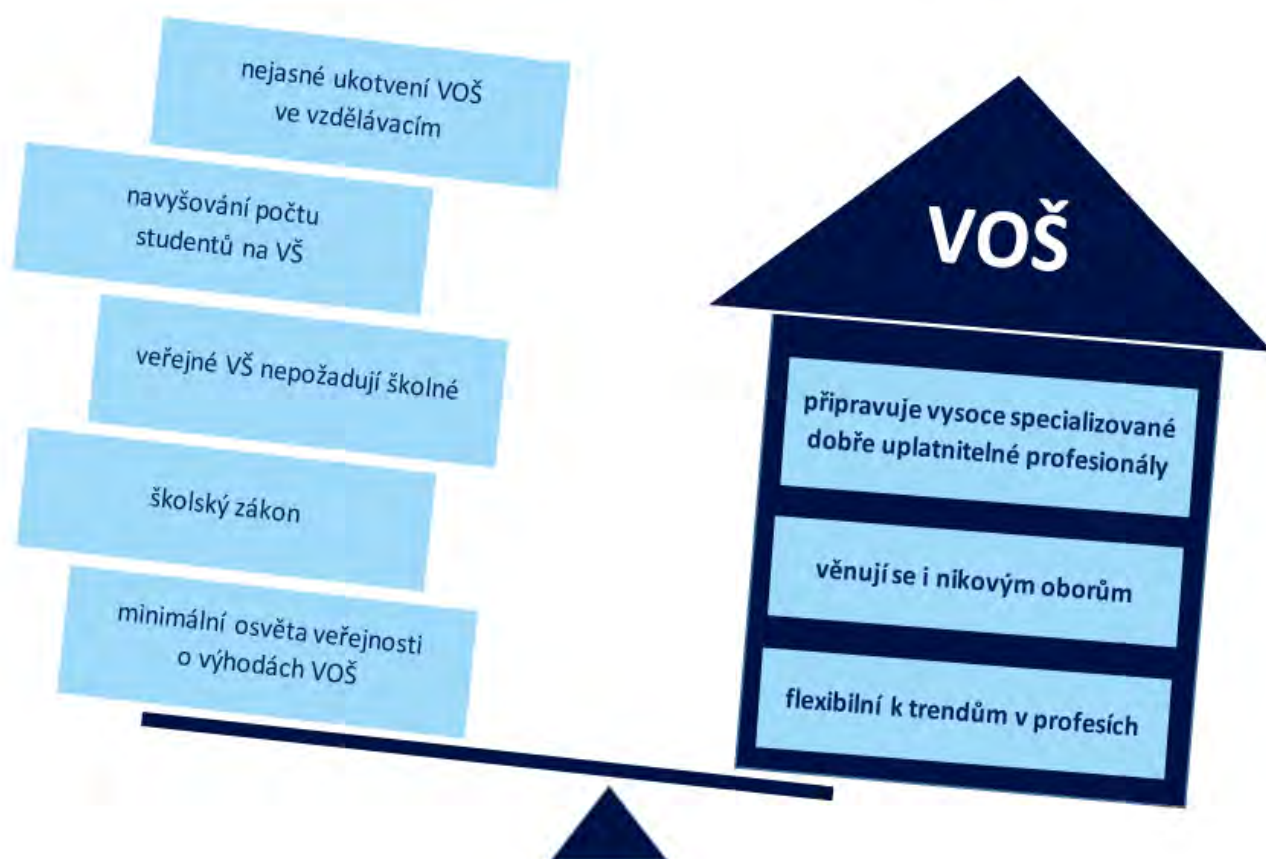 nejasné ukotvení VOŠ
ve vzdělávacím
navyšování počtu
studentů na VŠ
veřejné VŠ nepožadují školné
školský zákon
minimální osvěta veřejnosti
o výhodách VOŠ
VOŠ
připravuje vysoce specializované
dobře uplatnitelné profesionály
věnují se i nikovým oborům
flexibilní k trendům v profesích